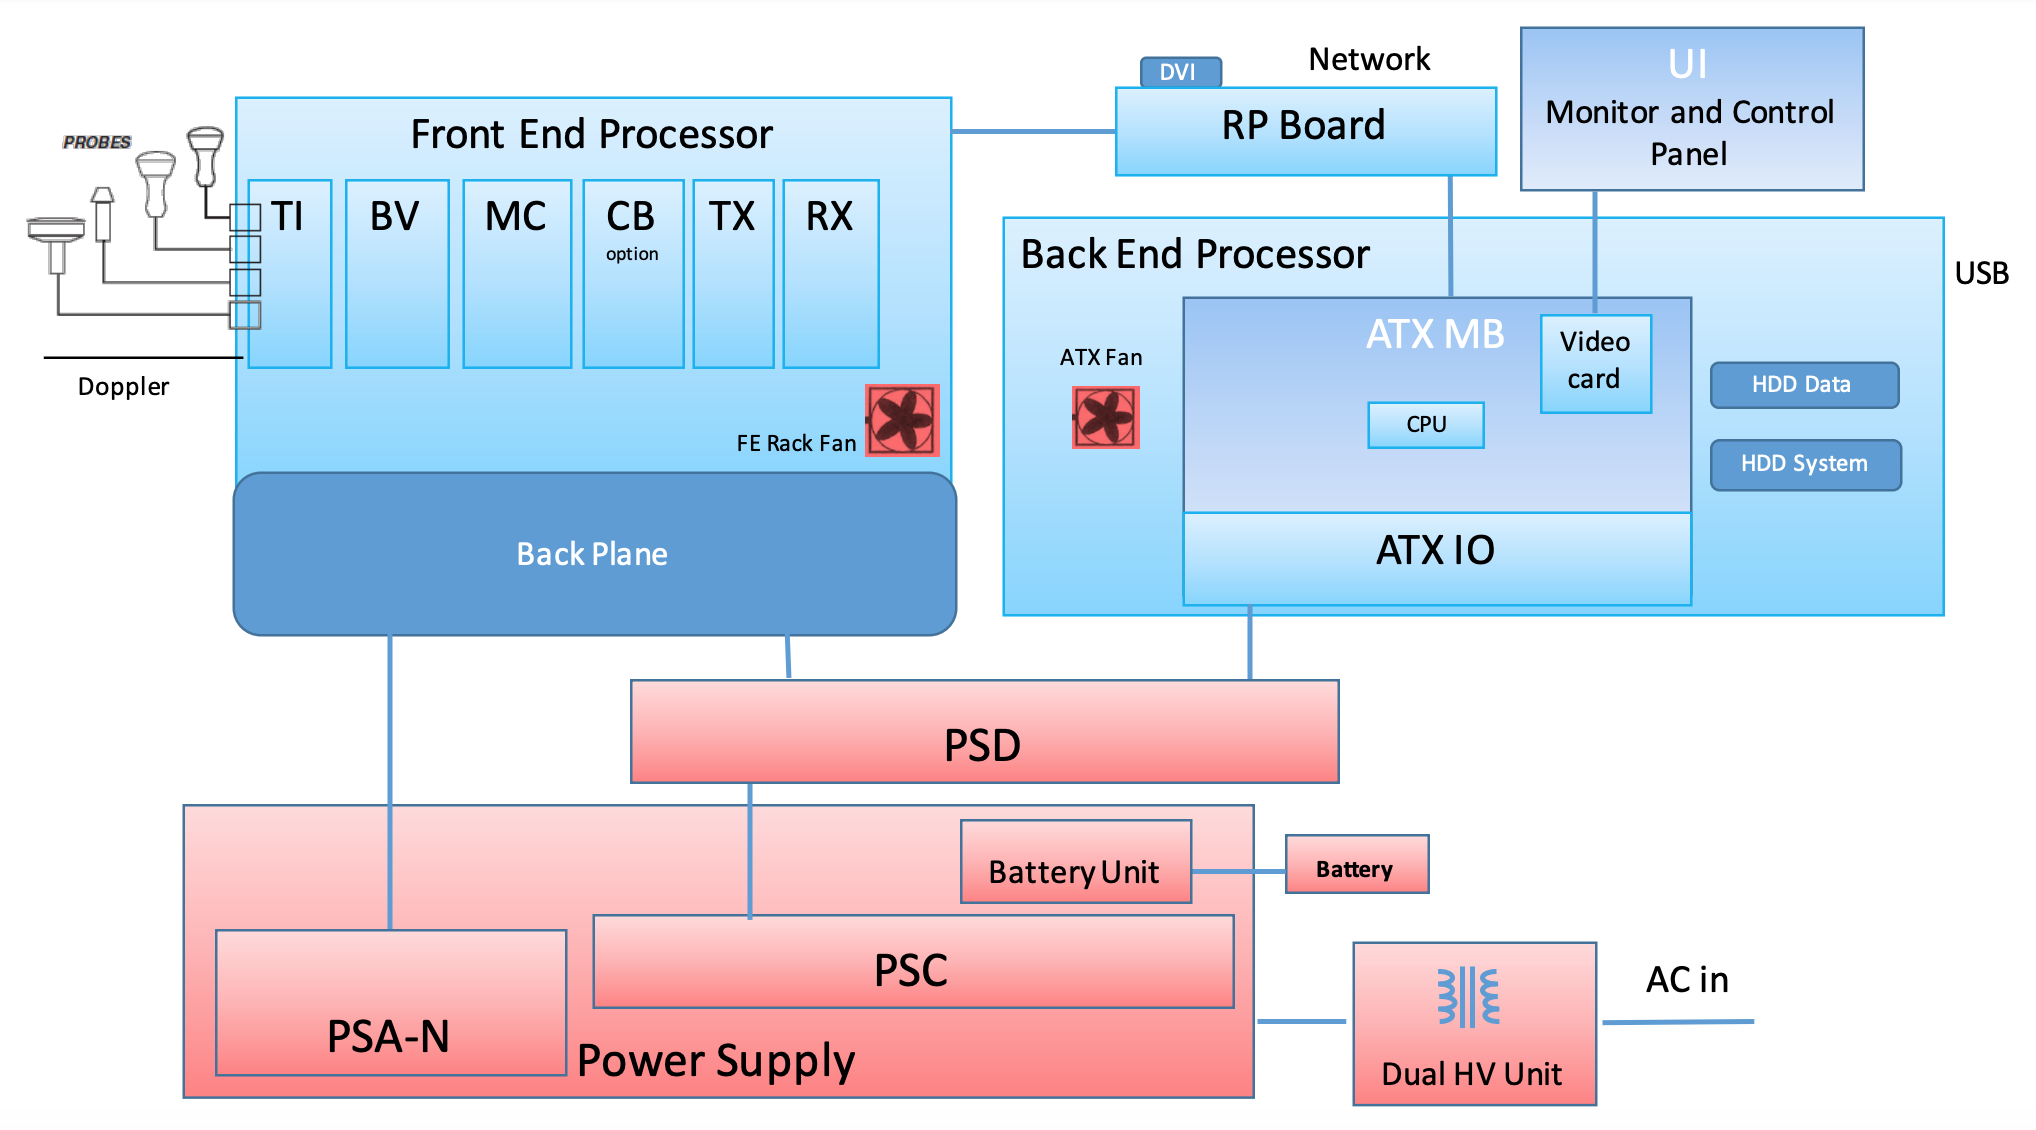 PROBES
Doppler
Front End Processor
TI
BV
MC
CB
option
TX
RX
FE Rack Fan
Back Plane
DVI
Network
RP Board
UI
Monitor and Control
Panel
Back End Processor
USB
ATX Fan
ATX MB
Video
card
CPU
HDD Data
HDD System
ATX IO
PSD
Battery Unit
Battery
PSC
PSA-N
Power Supply
Dual HV Unit
AC in